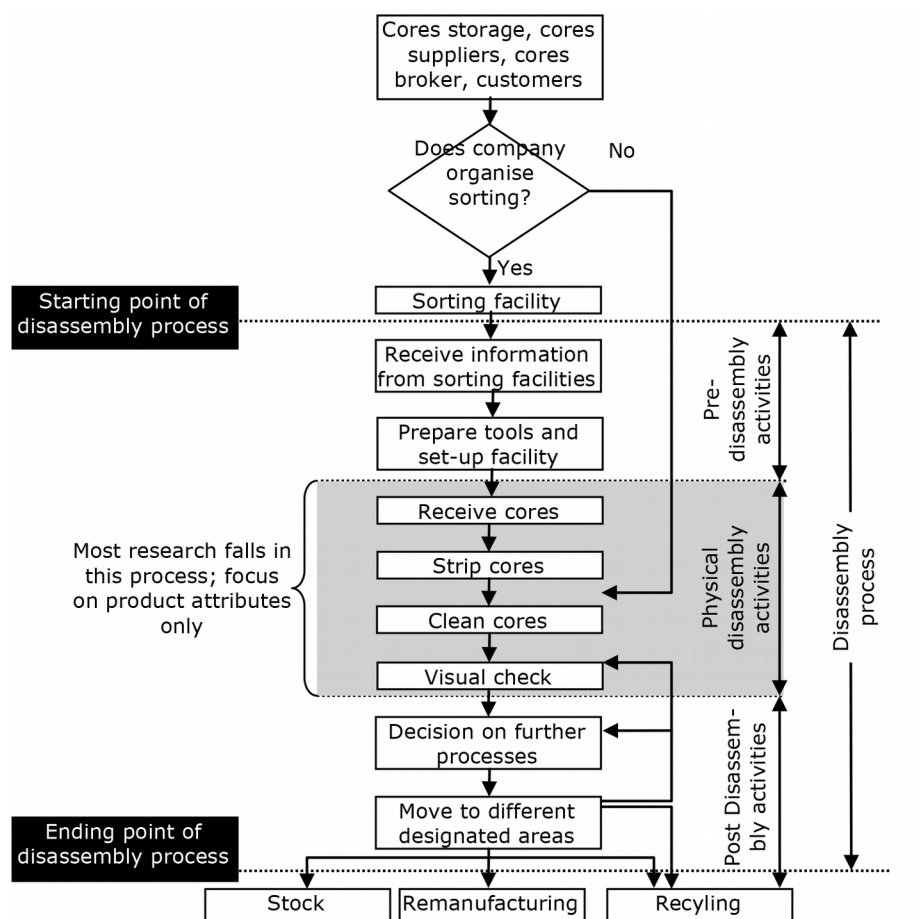 Cores storage, cores
suppliers, cores
broker, customers
Does company
organise
sorting?
No
Yes
Sorting facility
Starting point of
disassembly process
Receive information
from sorting facilities
Prepare tools and
set-up facility
Pre-
disassembly
activities
Receive cores
Strip cores
Clean cores
Visual check
Most research falls in
this process; focus
on product attributes
only
Physical
disassembly
activities
Disassembly
process
Decision on further
processes
Move to different
designated areas
Post Disassem-
bly activities
Ending point of
disassembly process
Stock
Remanufacturing
Recyling